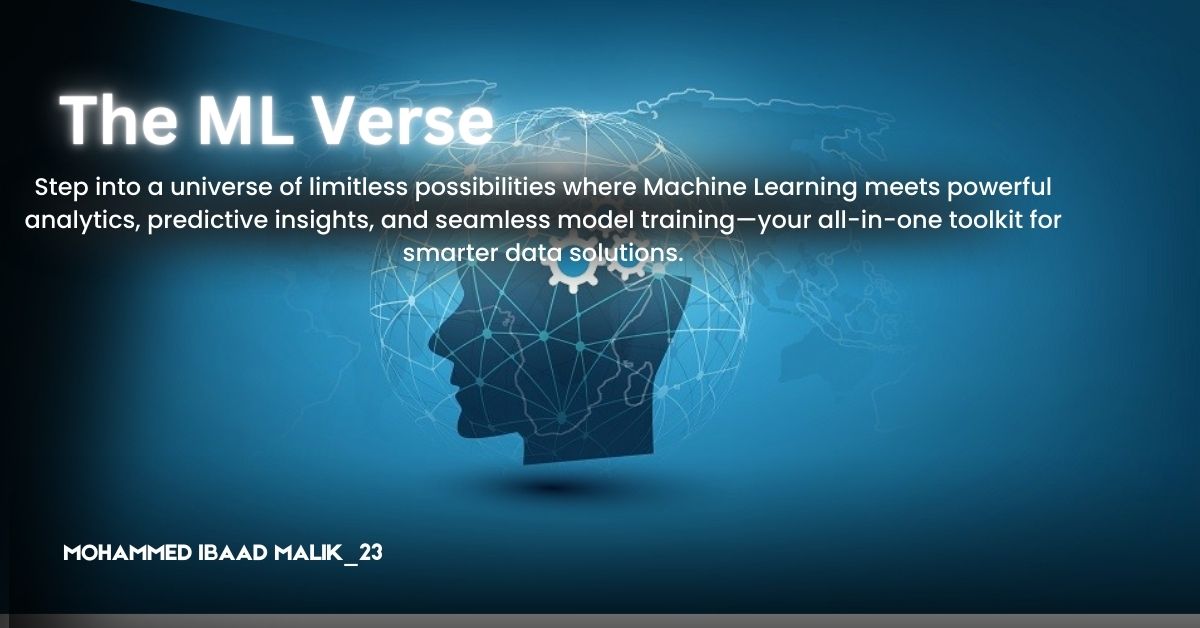 The ML Verse
Step into a universe of limitless possibilities where Machine Learning meets powerful
analytics, predictive insights, and seamless model training—your all-in-one toolkit for
smarter data solutions.
MOHAMMED IBAAD MALIK_23